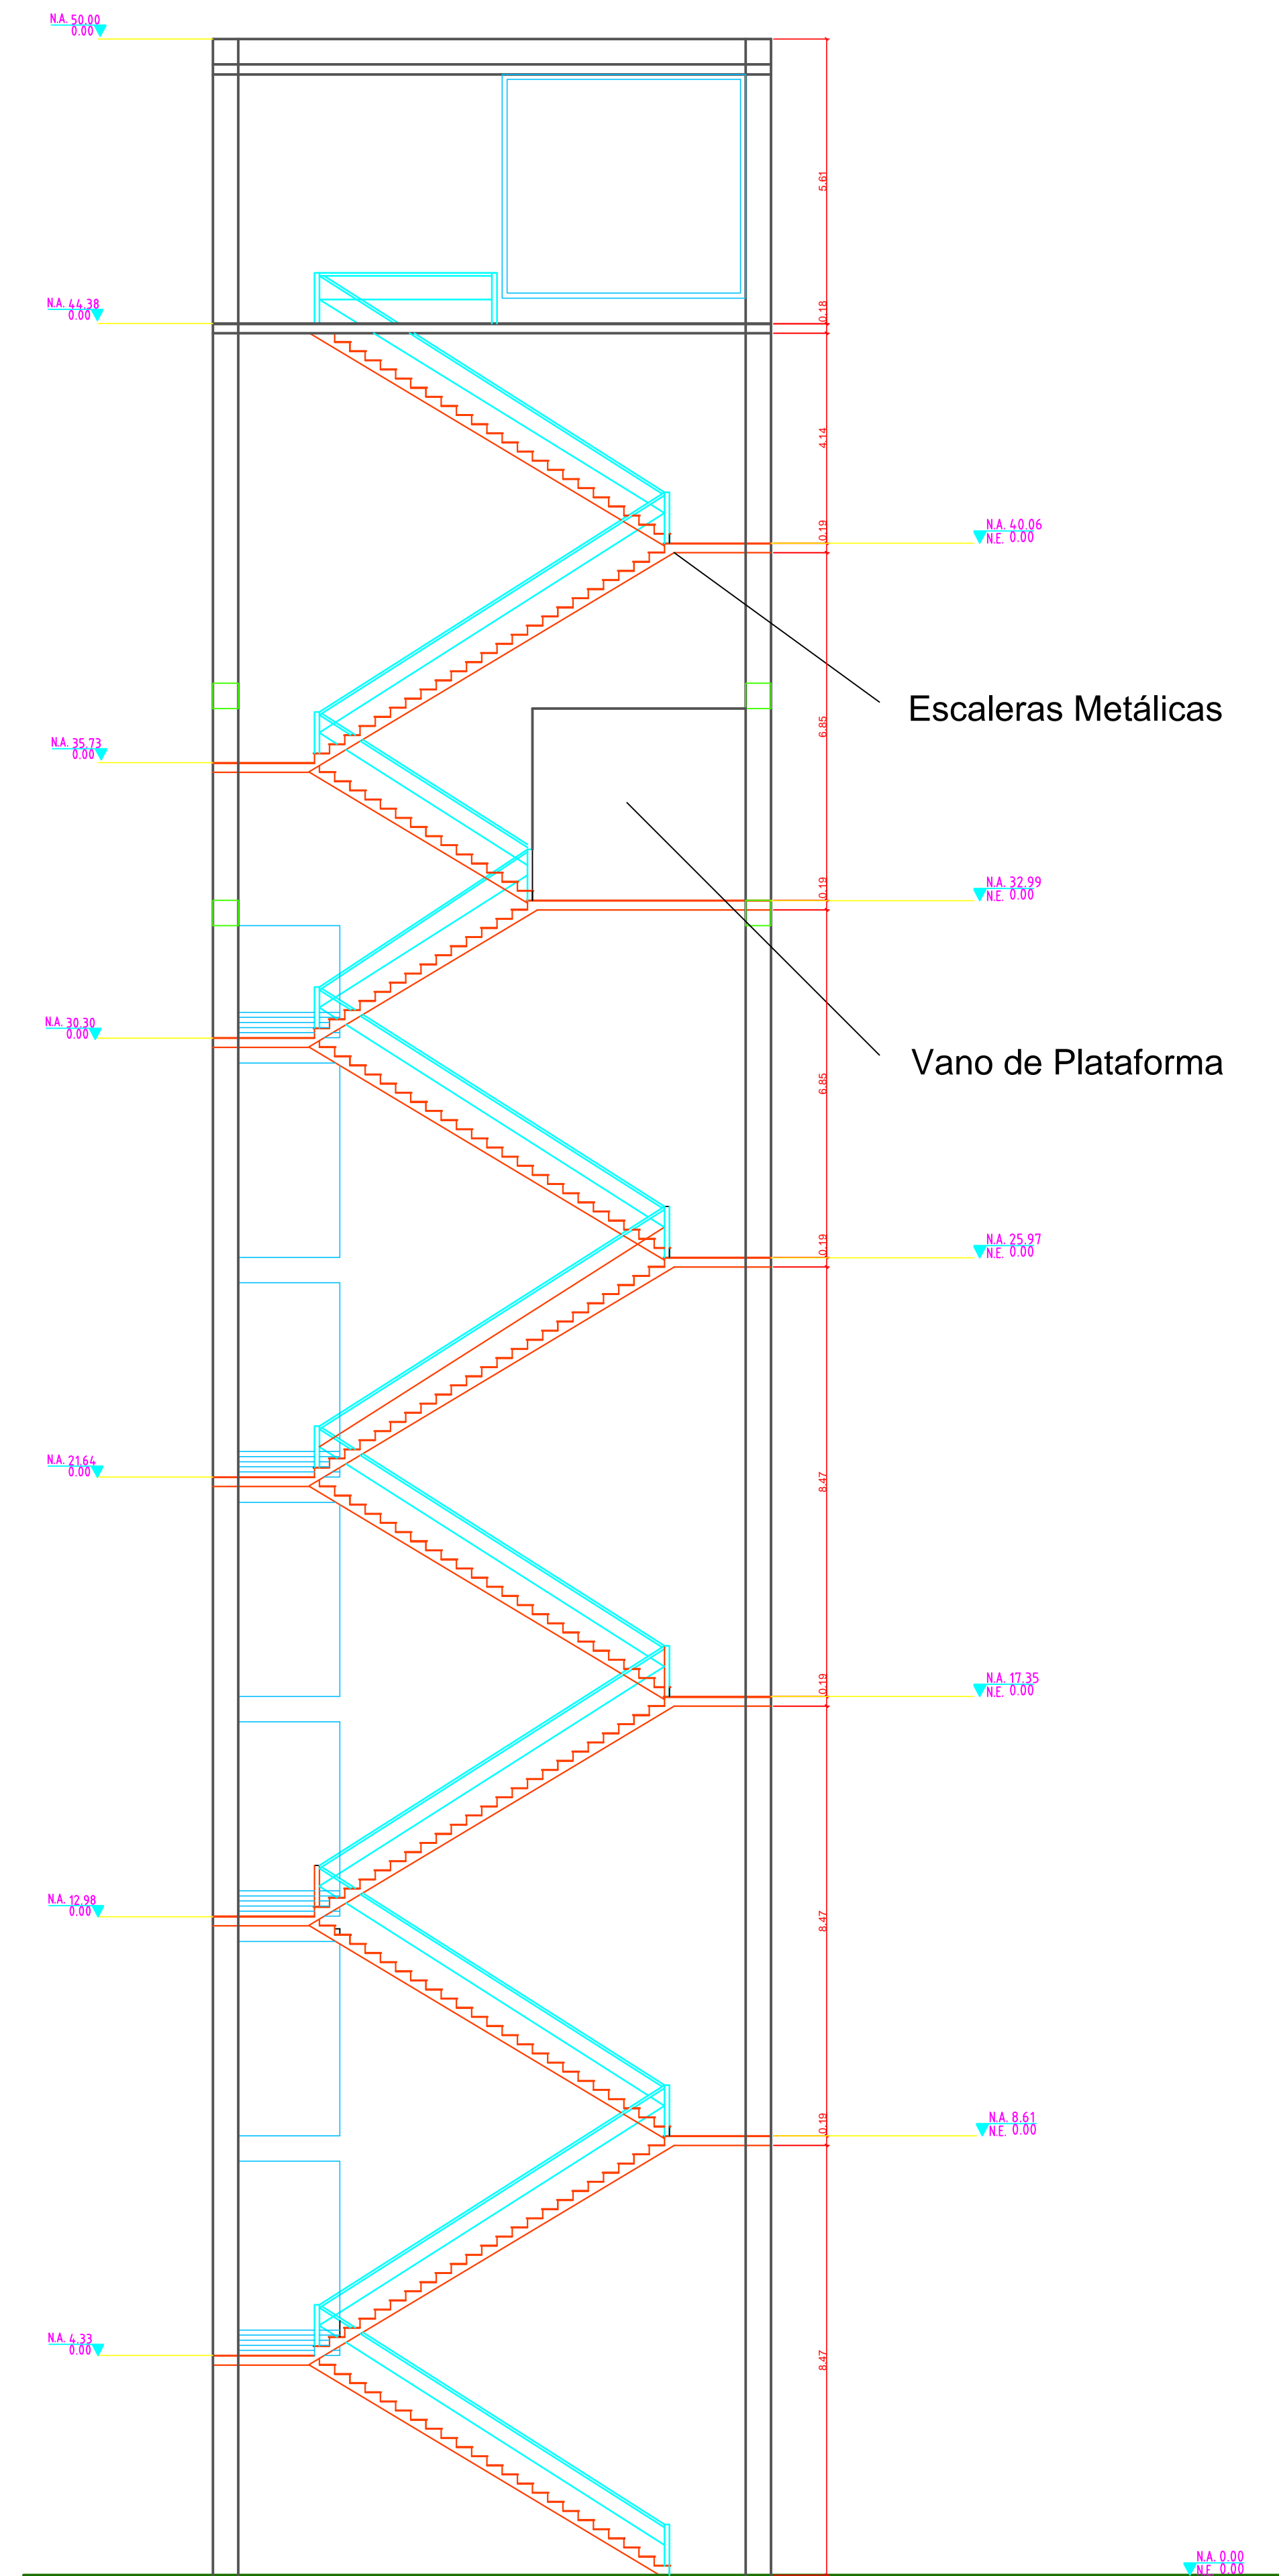 N.A. 50.00
0.00
5.61
N.A. 44.38
0.00
0.18
4.14
N.A. 40.06
N.E. 0.00
0.19
Escaleras Metálicas
6.85
N.A. 35.73
0.00
N.A. 32.99
N.E. 0.00
0.19
N.A. 30.30
0.00
Vano de Plataforma
6.85
N.A. 25.97
N.E. 0.00
0.19
N.A. 21.64
0.00
8.47
N.A. 17.35
N.E. 0.00
0.19
N.A. 12.98
0.00
8.47
N.A. 8.61
N.E. 0.00
0.19
N.A. 4.33
0.00
8.47
N.A. 0.00
N.E. 0.00